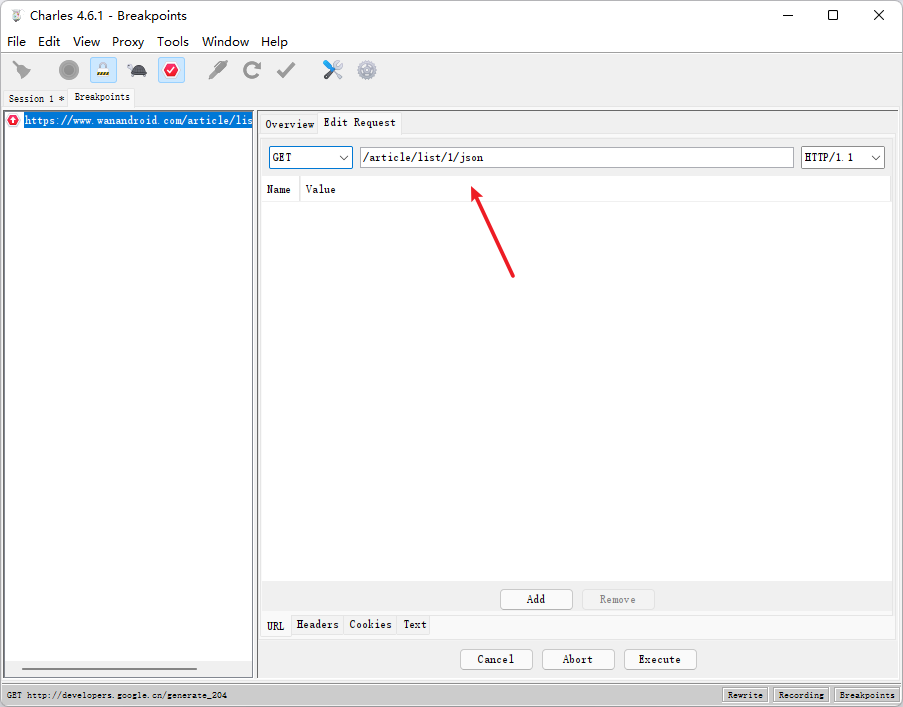 Charles 4.6.1 - Breakpoints
File Edit View Proxy Tools Window Help
Session 1 * Breakpoints
https://www.wanandroid.com/article/lis
Overview Edit Request
GET /article/list/1/json HTTP/1.1
Name Value
Add Remove
URL Headers Cookies Text
Cancel Abort Execute
GET http://developers.google.cn/generate_204 Rewrite Recording Breakpoints